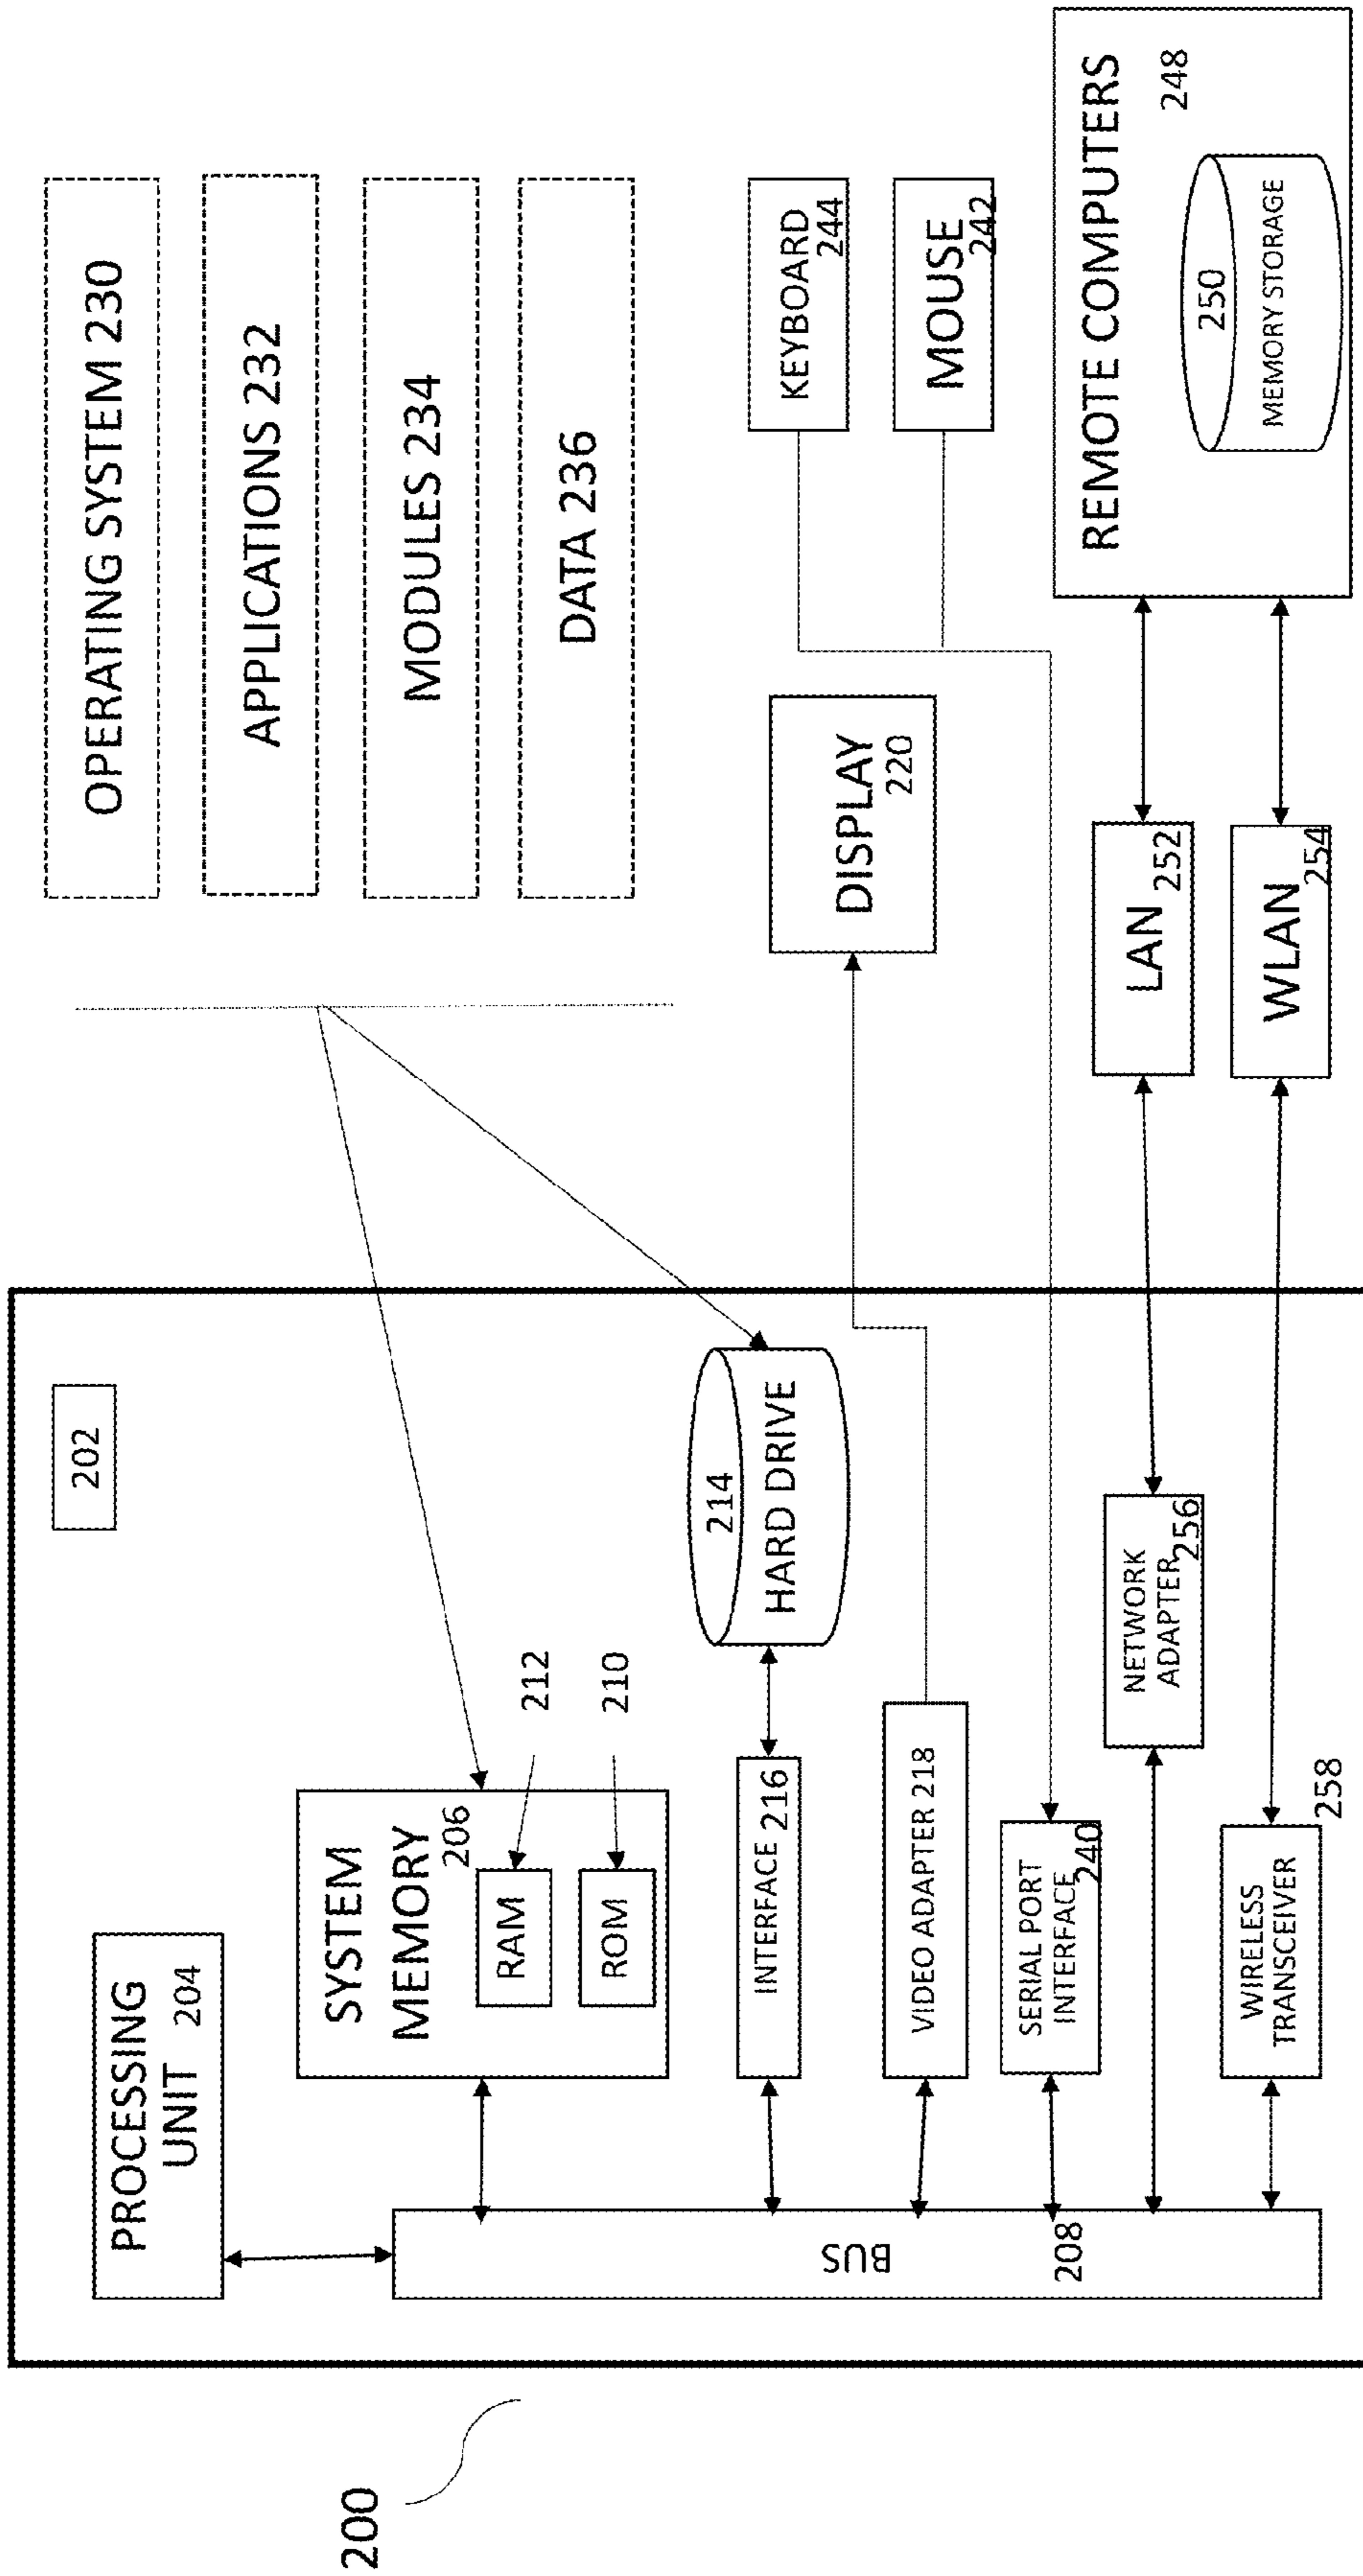 200
202
PROCESSING
UNIT 204
OPERATING SYSTEM 230
APPLICATIONS 232
MODULES 234
DATA 236
SYSTEM
MEMORY
206
RAM
212
ROM
210
BUS
208
INTERFACE 216
214
HARD DRIVE
VIDEO ADAPTER 218
DISPLAY
220
KEYBOARD
244
MOUSE
242
SERIAL PORT
INTERFACE
240
NETWORK
ADAPTER
256
LAN
252
WIRELESS
TRANSCEIVER
258
WLAN
254
REMOTE COMPUTERS
248
250
MEMORY STORAGE